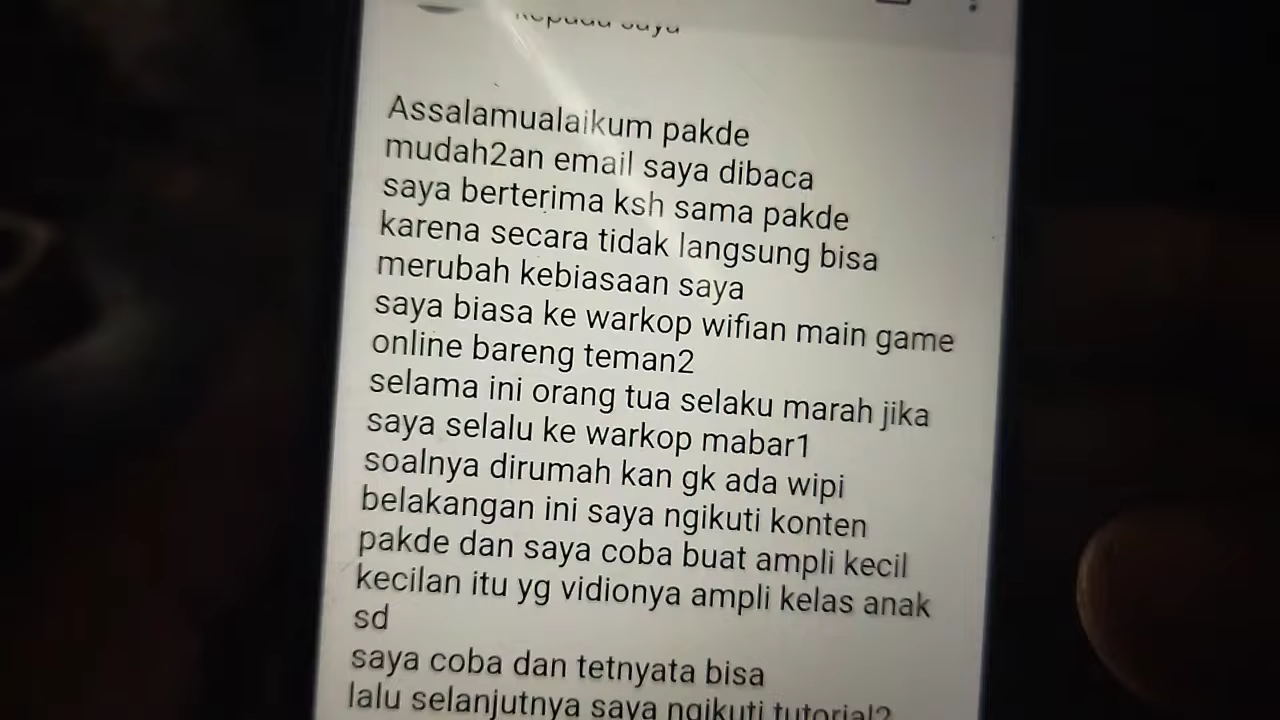 kepada saya
Assalamualaikum pakde
mudah2an email saya dibaca
saya berterima ksh sama pakde
karena secara tidak langsung bisa
merubah kebiasaan saya
saya biasa ke warkop wifian main game
online bareng teman2
selama ini orang tua selaku marah jika
saya selalu ke warkop mabar1
soalnya dirumah kan gk ada wipi
belakangan ini saya ngikuti konten
pakde dan saya coba buat ampli kecil
kecilan itu yg vidionya ampli kelas anak
sd
saya coba dan tetnyata bisa
lalu selanjutnya saya ngikuti tutorial2